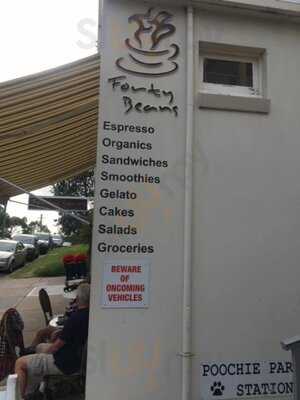 Forty
Beans
Espresso
Organics
Sandwiches
Smoothies
Gelato
Cakes
Salads
Groceries
BEWARE OF
ONCOMING
VEHICLES
POOCHIE PAR
STATION